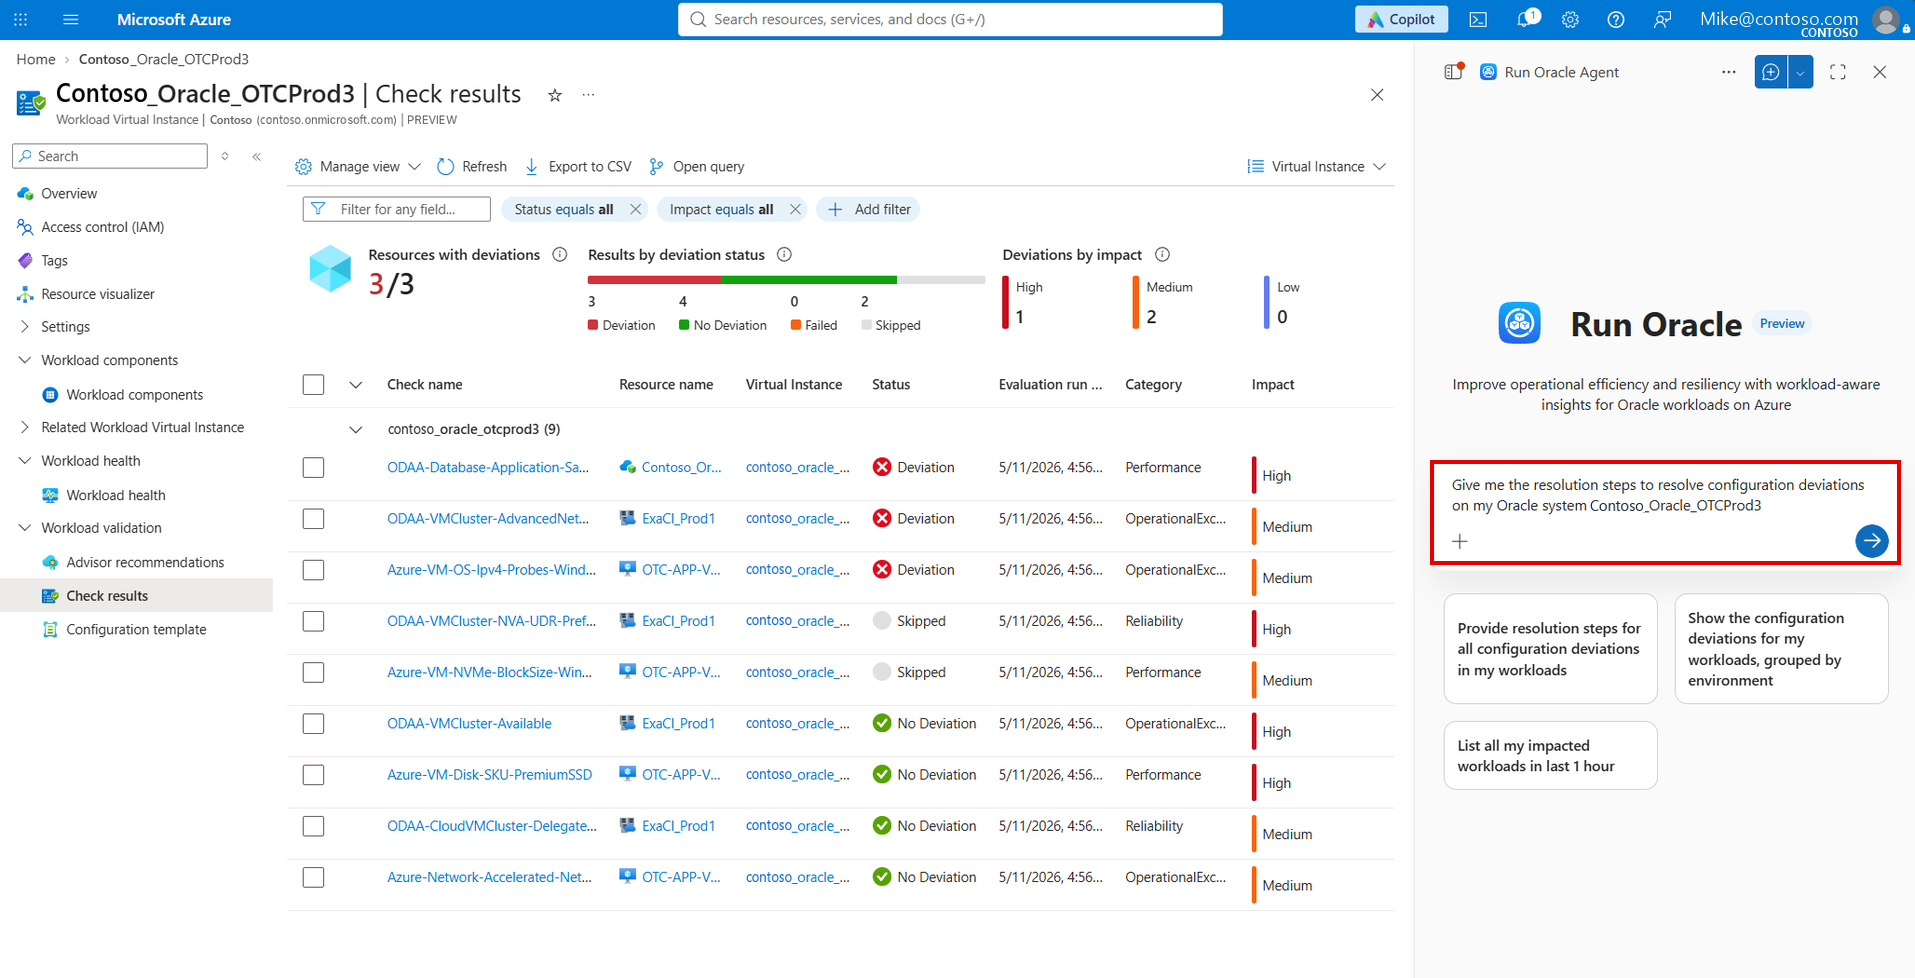 Microsoft Azure
Search resources, services, and docs (G+/)
Copilot
1
Mike@contoso.com
CONTOSO
Home > Contoso_Oracle_OTCProd3
Contoso_Oracle_OTCProd3 | Check results
Workload Virtual Instance | Contoso (contoso.onmicrosoft.com) | PREVIEW
Search
Overview
Access control (IAM)
Tags
Resource visualizer
Settings
Workload components
Workload components
Related Workload Virtual Instance
Workload health
Workload health
Workload validation
Advisor recommendations
Check results
Configuration template
Manage view
Refresh
Export to CSV
Open query
Virtual Instance
Filter for any field...
Status equals all
Impact equals all
Add filter
Resources with deviations
3/3
Results by deviation status
3 4 0 2
Deviation No Deviation Failed Skipped
Deviations by impact
High Medium Low
1 2 0
Check name Resource name Virtual Instance Status Evaluation run ... Category Impact
contoso_oracle_otcprod3 (9)
ODAA-Database-Application-Sa... Contoso_Or... contoso_oracle_... Deviation 5/11/2026, 4:56... Performance High
ODAA-VMCluster-AdvancedNet... ExaCI_Prod1 contoso_oracle_... Deviation 5/11/2026, 4:56... OperationalExc... Medium
Azure-VM-OS-Ipv4-Probes-Wind... OTC-APP-V... contoso_oracle_... Deviation 5/11/2026, 4:56... OperationalExc... Medium
ODAA-VMCluster-NVA-UDR-Pref... ExaCI_Prod1 contoso_oracle_... Skipped 5/11/2026, 4:56... Reliability High
Azure-VM-NVMe-BlockSize-Win... OTC-APP-V... contoso_oracle_... Skipped 5/11/2026, 4:56... Performance Medium
ODAA-VMCluster-Available ExaCI_Prod1 contoso_oracle_... No Deviation 5/11/2026, 4:56... OperationalExc... High
Azure-VM-Disk-SKU-PremiumSSD OTC-APP-V... contoso_oracle_... No Deviation 5/11/2026, 4:56... Performance High
ODAA-CloudVMCluster-Delegate... ExaCI_Prod1 contoso_oracle_... No Deviation 5/11/2026, 4:56... Reliability Medium
Azure-Network-Accelerated-Net... OTC-APP-V... contoso_oracle_... No Deviation 5/11/2026, 4:56... OperationalExc... Medium
Run Oracle Agent
Run Oracle Preview
Improve operational efficiency and resiliency with workload-aware
insights for Oracle workloads on Azure
Give me the resolution steps to resolve configuration deviations
on my Oracle system Contoso_Oracle_OTCProd3
Provide resolution steps for
all configuration deviations
in my workloads
Show the configuration
deviations for my
workloads, grouped by
environment
List all my impacted
workloads in last 1 hour